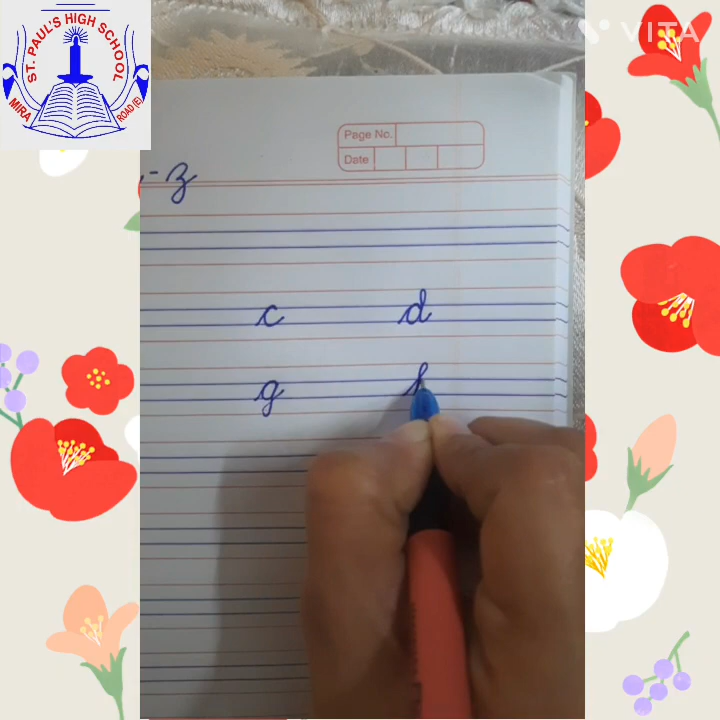 ST. PAUL'S HIGH SCHOOL
MIRA ROAD (E)
VITA
Page No.
Date
- z
c d
g